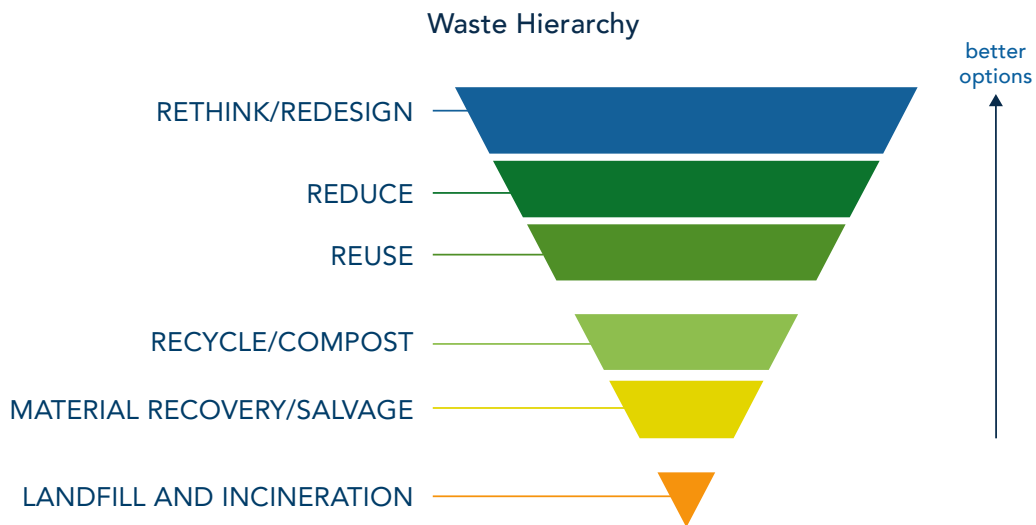 Waste Hierarchy
better
options
RETHINK/REDESIGN
REDUCE
REUSE
RECYCLE/COMPOST
MATERIAL RECOVERY/SALVAGE
LANDFILL AND INCINERATION